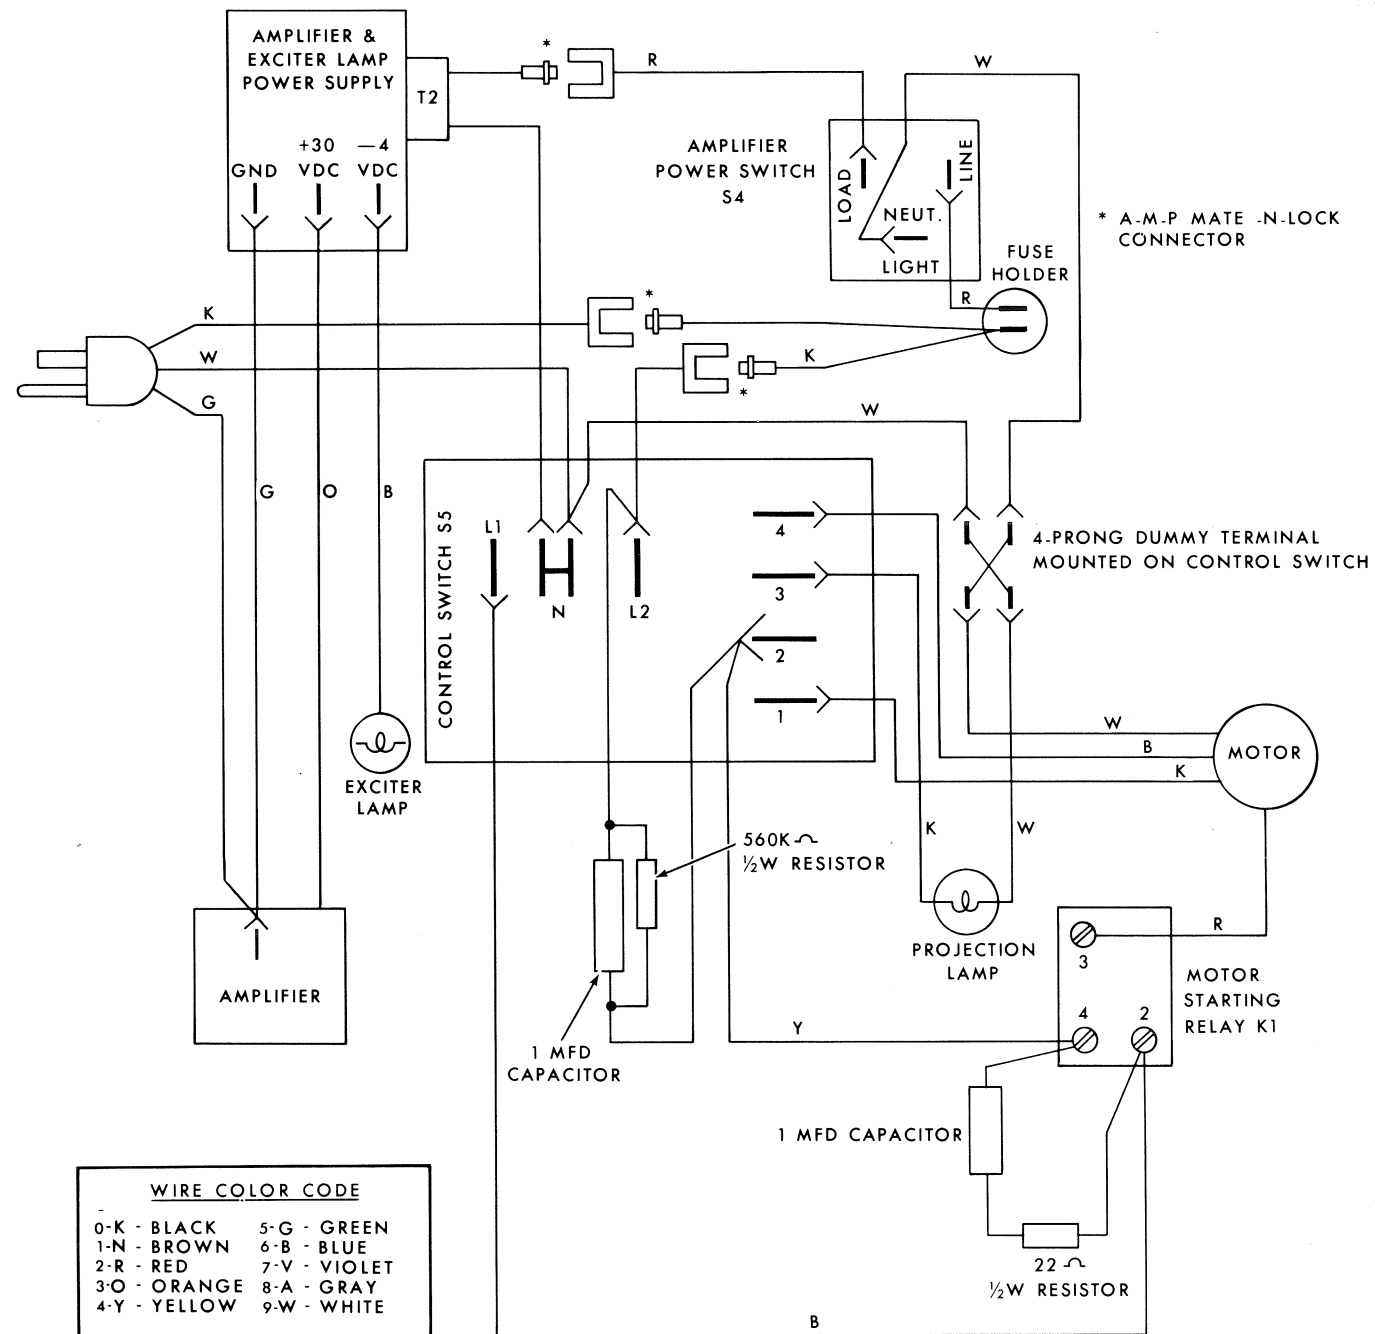 AMPLIFIER &
EXCITER LAMP
POWER SUPPLY
T2
+30 —4
GND VDC VDC
*
R
W
AMPLIFIER
POWER SWITCH
S4
LOAD
LINE
NEUT.
LIGHT
* A-M-P MATE -N-LOCK
CONNECTOR
FUSE
HOLDER
R
K
*
W
K
*
G
W
G
O
B
CONTROL SWITCH S5
L1
N
L2
4
3
2
1
4-PRONG DUMMY TERMINAL
MOUNTED ON CONTROL SWITCH
W
B
K
MOTOR
EXCITER
LAMP
560K Ω
½W RESISTOR
K
W
PROJECTION
LAMP
R
3
4
2
MOTOR
STARTING
RELAY K1
AMPLIFIER
Y
1 MFD
CAPACITOR
1 MFD CAPACITOR
22 Ω
½W RESISTOR
B
WIRE COLOR CODE
0-K - BLACK 5-G - GREEN
1-N - BROWN 6-B - BLUE
2-R - RED 7-V - VIOLET
3-O - ORANGE 8-A - GRAY
4-Y - YELLOW 9-W - WHITE